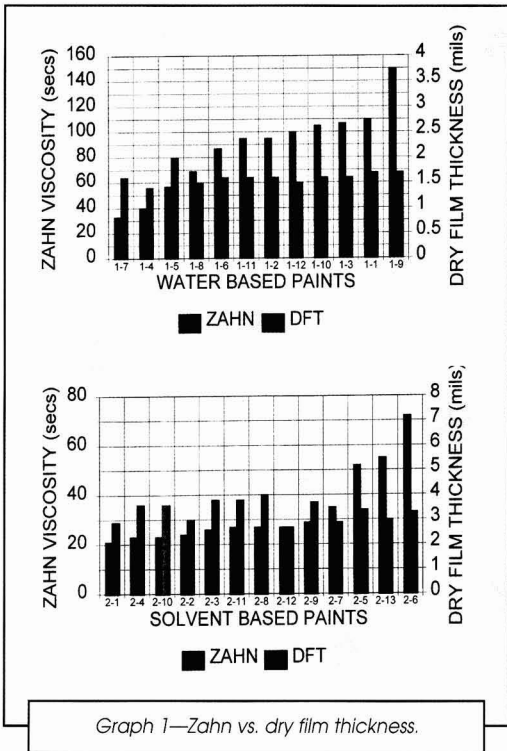 ZAHN VISCOSITY (secs)
160
140
120
100
80
60
40
20
0
4
3.5
3
2.5
2
1.5
1
0.5
0
DRY FILM THICKNESS (mils)
1-7 1-4 1-5 1-8 1-6 1-11 1-2 1-12 1-10 1-3 1-1 1-9
WATER BASED PAINTS
ZAHN DFT
ZAHN VISCOSITY (secs)
80
60
40
20
0
8
7
6
5
4
3
2
1
0
DRY FILM THICKNESS (mils)
2-1 2-4 2-10 2-2 2-3 2-11 2-8 2-12 2-9 2-7 2-5 2-13 2-6
SOLVENT BASED PAINTS
ZAHN DFT
Graph 1—Zahn vs. dry film thickness.